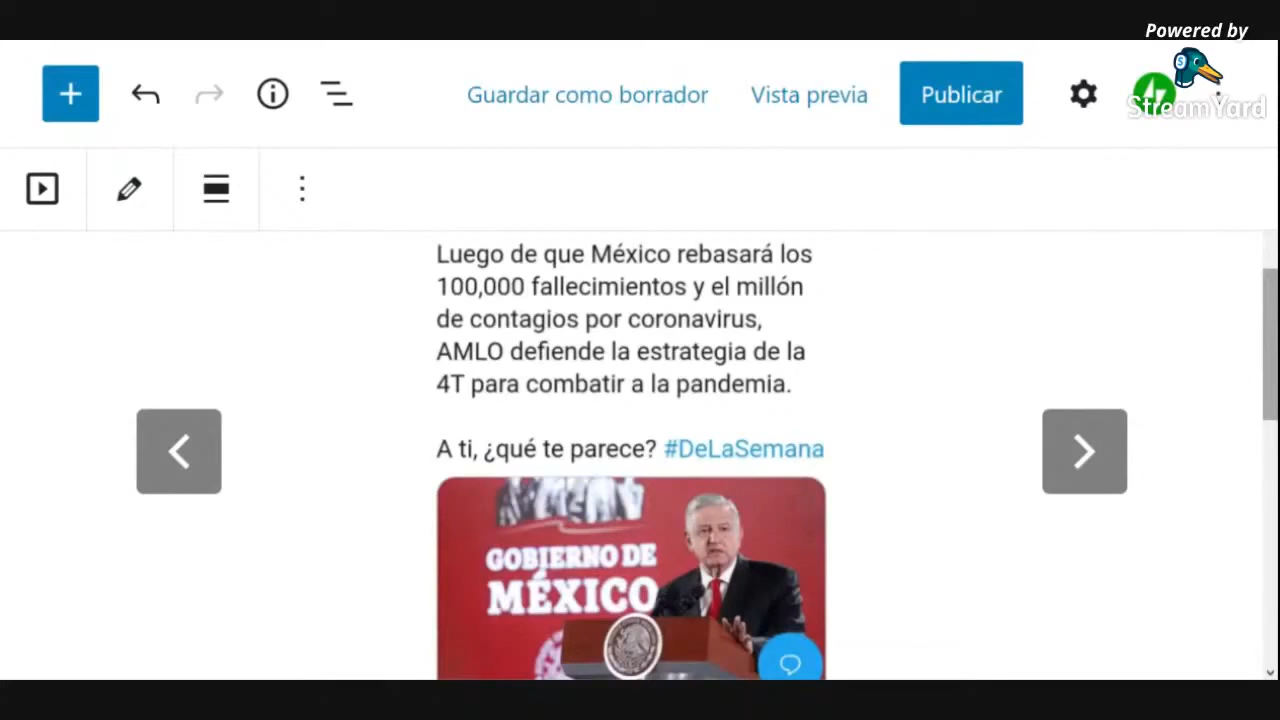 Powered by
StreamYard
Guardar como borrador
Vista previa
Publicar
Luego de que México rebasará los
100,000 fallecimientos y el millón
de contagios por coronavirus,
AMLO defiende la estrategia de la
4T para combatir a la pandemia.
A ti, ¿qué te parece? #DeLaSemana
GOBIERNO DE
MÉXICO